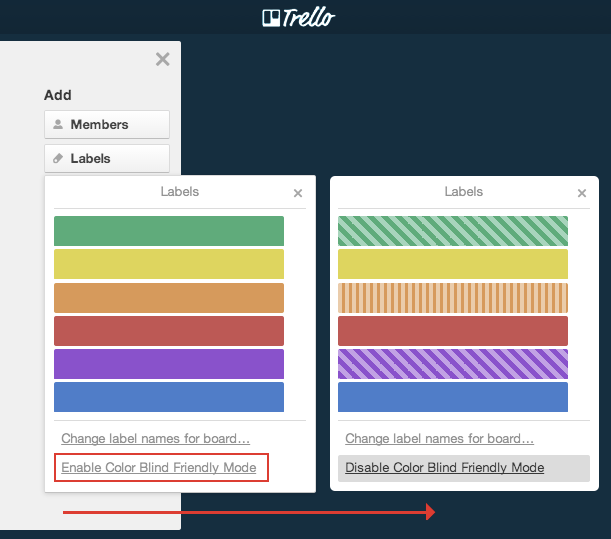 Trello
Add
Members
Labels
Labels
Change label names for board…
Enable Color Blind Friendly Mode
Labels
Change label names for board…
Disable Color Blind Friendly Mode